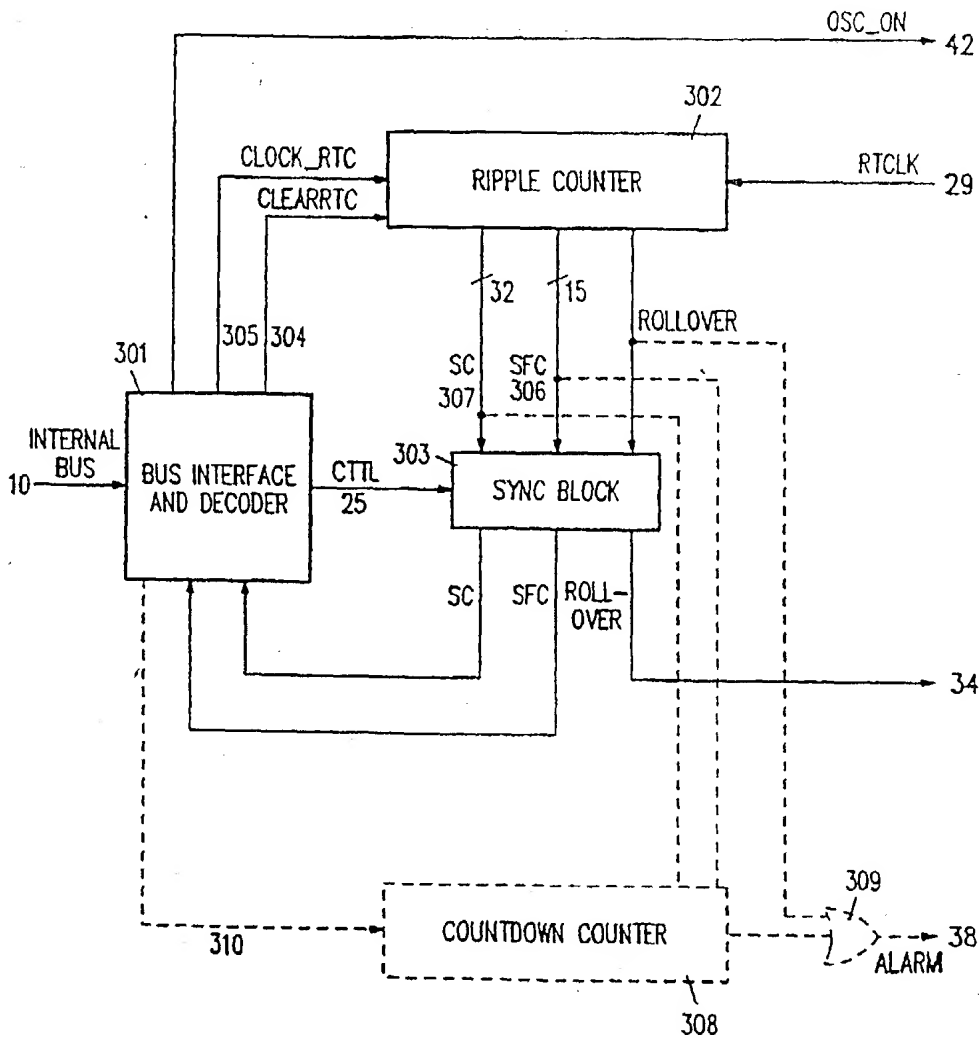 OSC_ON
42
302
CLOCK_RTC
RIPPLE COUNTER
RTCLK
29
CLEARRTC
32
15
ROLLOVER
305
304
301
SC
307
SFC
306
INTERNAL
BUS
10
BUS INTERFACE
AND DECODER
CTTL
25
303
SYNC BLOCK
SC
SFC
ROLL-
OVER
34
309
COUNTDOWN COUNTER
310
38
ALARM
308